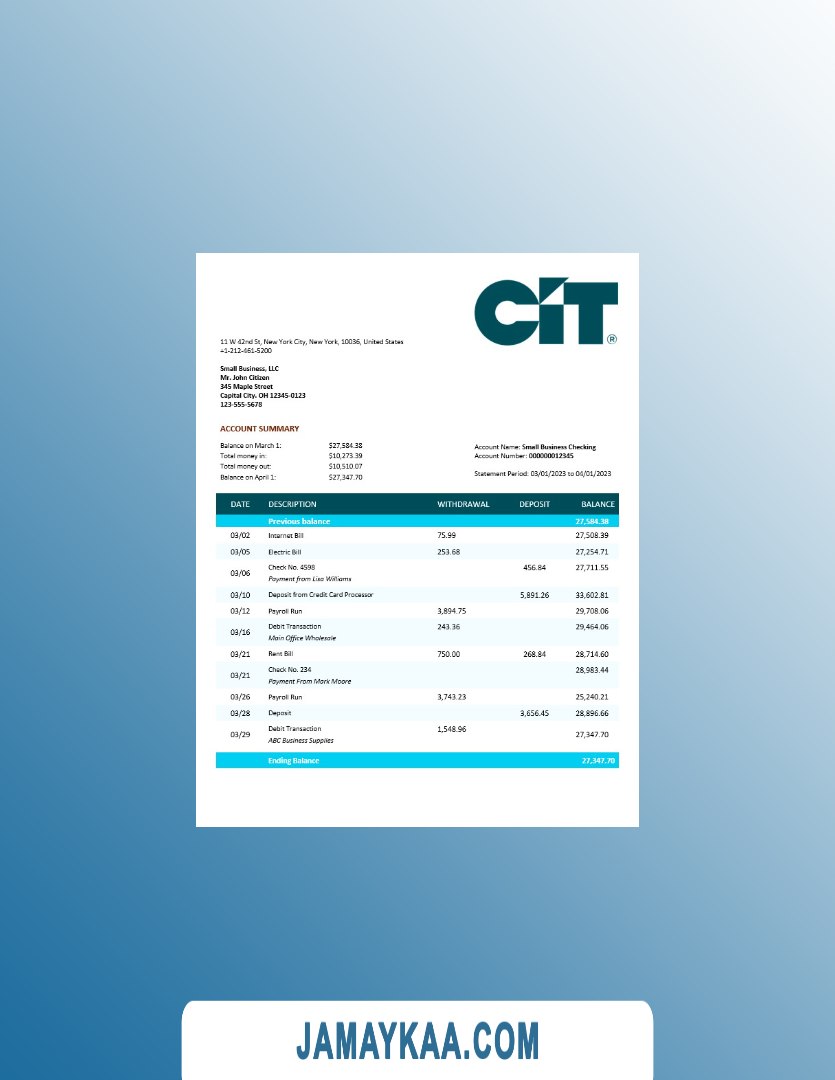 CIT®
11 W 42nd St, New York City, New York, 10036, United States
+1-212-461-5200
Small Business, LLC
Mr. John Citizen
345 Maple Street
Capital City. OH 12345-0123
123-555-5678
ACCOUNT SUMMARY
Balance on March 1: $27,584.38
Total money in: $10,273.39
Total money out: $10,510.07
Balance on April 1: $27,347.70
Account Name: Small Business Checking
Account Number: 000000012345
Statement Period: 03/01/2023 to 04/01/2023
DATE DESCRIPTION WITHDRAWAL DEPOSIT BALANCE
Previous balance 27,584.38
03/02 Internet Bill 75.99 27,508.39
03/05 Electric Bill 253.68 27,254.71
03/06 Check No. 4598 456.84 27,711.55
Payment from Lisa Williams
03/10 Deposit from Credit Card Processor 5,891.26 33,602.81
03/12 Payroll Run 3,894.75 29,708.06
03/16 Debit Transaction 243.36 29,464.06
Main Office Wholesale
03/21 Rent Bill 750.00 268.84 28,714.60
03/21 Check No. 234 28,983.44
Payment From Mark Moore
03/26 Payroll Run 3,743.23 25,240.21
03/28 Deposit 3,656.45 28,896.66
03/29 Debit Transaction 1,548.96 27,347.70
ABC Business Supplies
Ending Balance 27,347.70
JAMAYKAA.COM